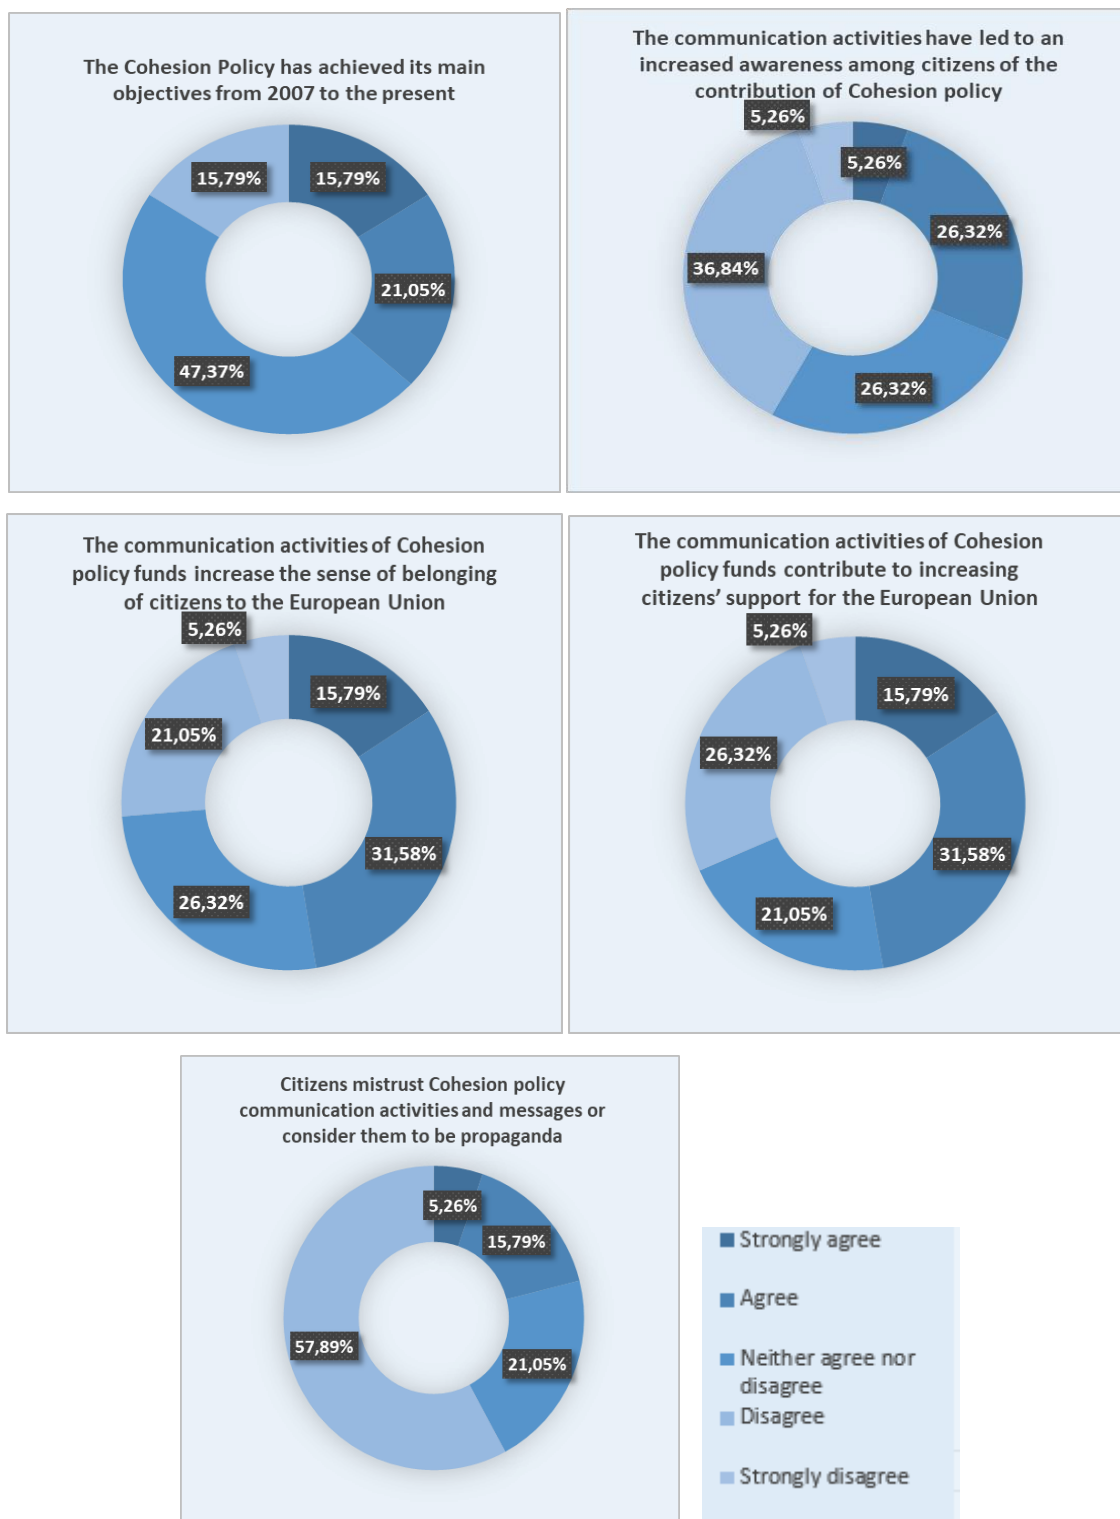 The Cohesion Policy has achieved its main
objectives from 2007 to the present
15,79%
15,79%
21,05%
47,37%
The communication activities have led to an
increased awareness among citizens of the
contribution of Cohesion policy
5,26%
5,26%
26,32%
36,84%
26,32%
The communication activities of Cohesion
policy funds increase the sense of belonging
of citizens to the European Union
5,26%
15,79%
21,05%
31,58%
26,32%
The communication activities of Cohesion
policy funds contribute to increasing
citizens’ support for the European Union
5,26%
15,79%
26,32%
31,58%
21,05%
Citizens mistrust Cohesion policy
communication activities and messages or
consider them to be propaganda
5,26%
15,79%
57,89%
21,05%
Strongly agree
Agree
Neither agree nor
disagree
Disagree
Strongly disagree